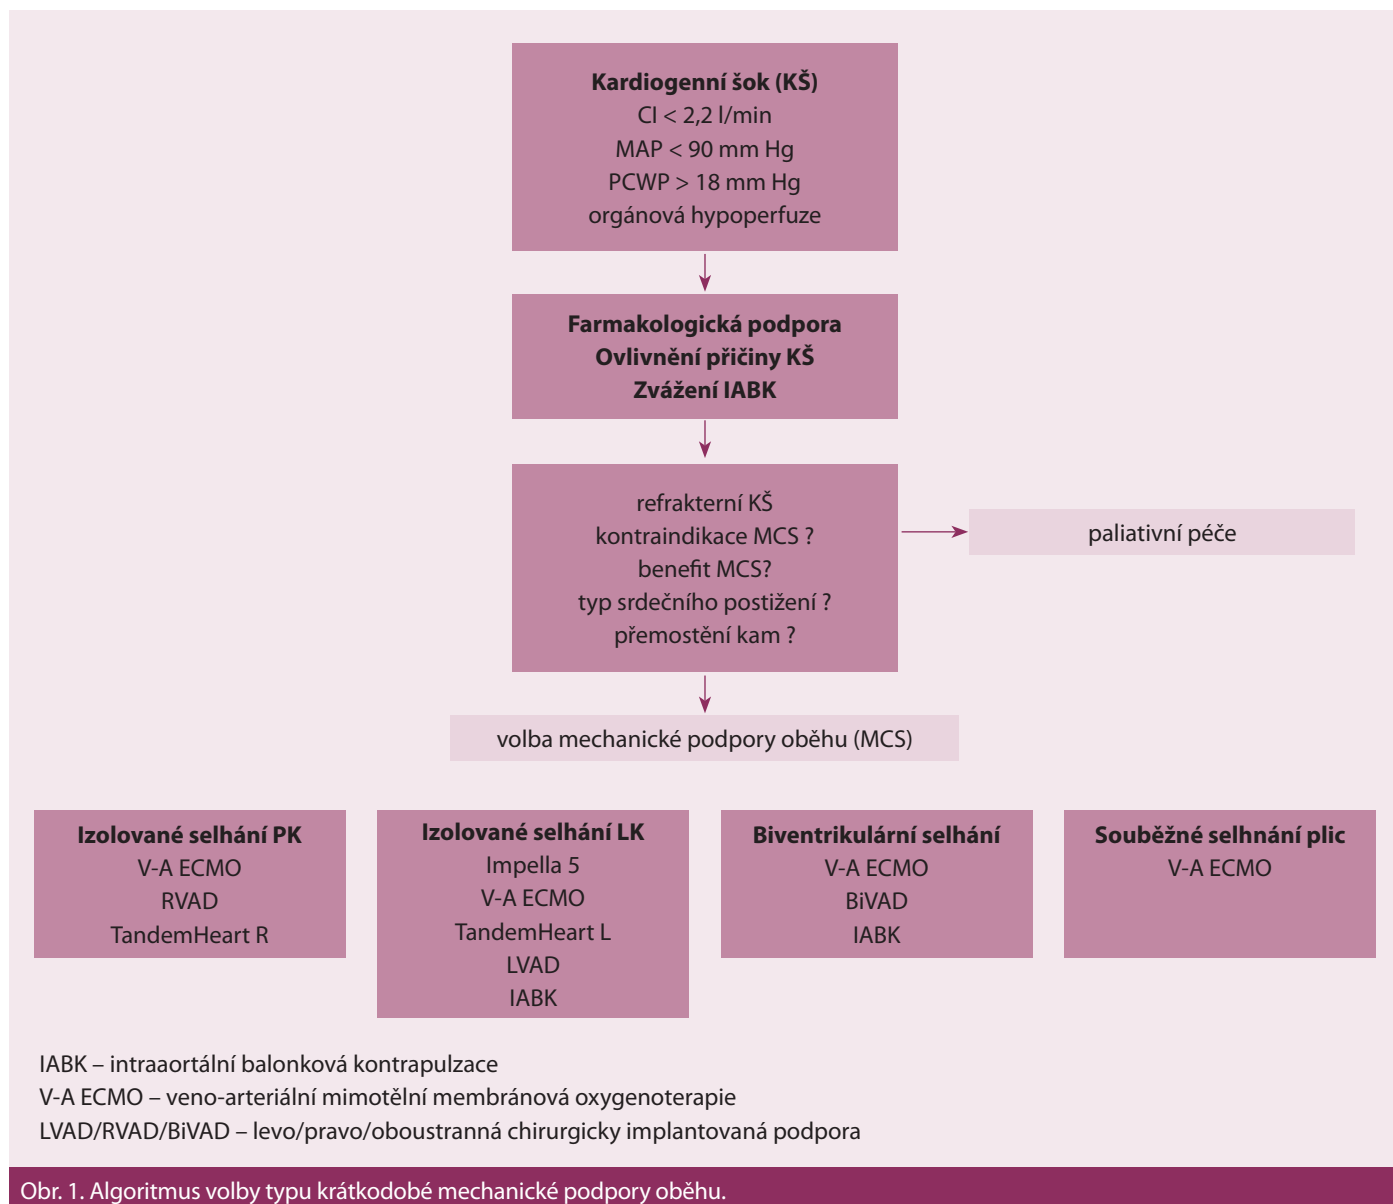 Kardiogenní šok (KŠ)
CI < 2,2 l/min
MAP < 90 mm Hg
PCWP > 18 mm Hg
orgánová hypoperfuze
Farmakologická podpora
Ovlivnění přičiny KŠ
Zvážení IABK
refrakterní KŠ
kontraindikace MCS ?
benefit MCS?
typ srdečního postižení ?
přemostění kam ?
paliativní péče
volba mechanické podpory oběhu (MCS)
Izolované selhání PK
V-A ECMO
RVAD
TandemHeart R
Izolované selhání LK
Impella 5
V-A ECMO
TandemHeart L
LVAD
IABK
Biventrikulární selhání
V-A ECMO
BiVAD
IABK
Souběžné selhnání plic
V-A ECMO
IABK – intraaortální balonková kontrapulzace
V-A ECMO – veno-arteriální mimotělní membránová oxygenoterapie
LVAD/RVAD/BiVAD – levo/pravo/oboustranná chirurgicky implantovaná podpora
Obr. 1. Algoritmus volby typu krátkodobé mechanické podpory oběhu.